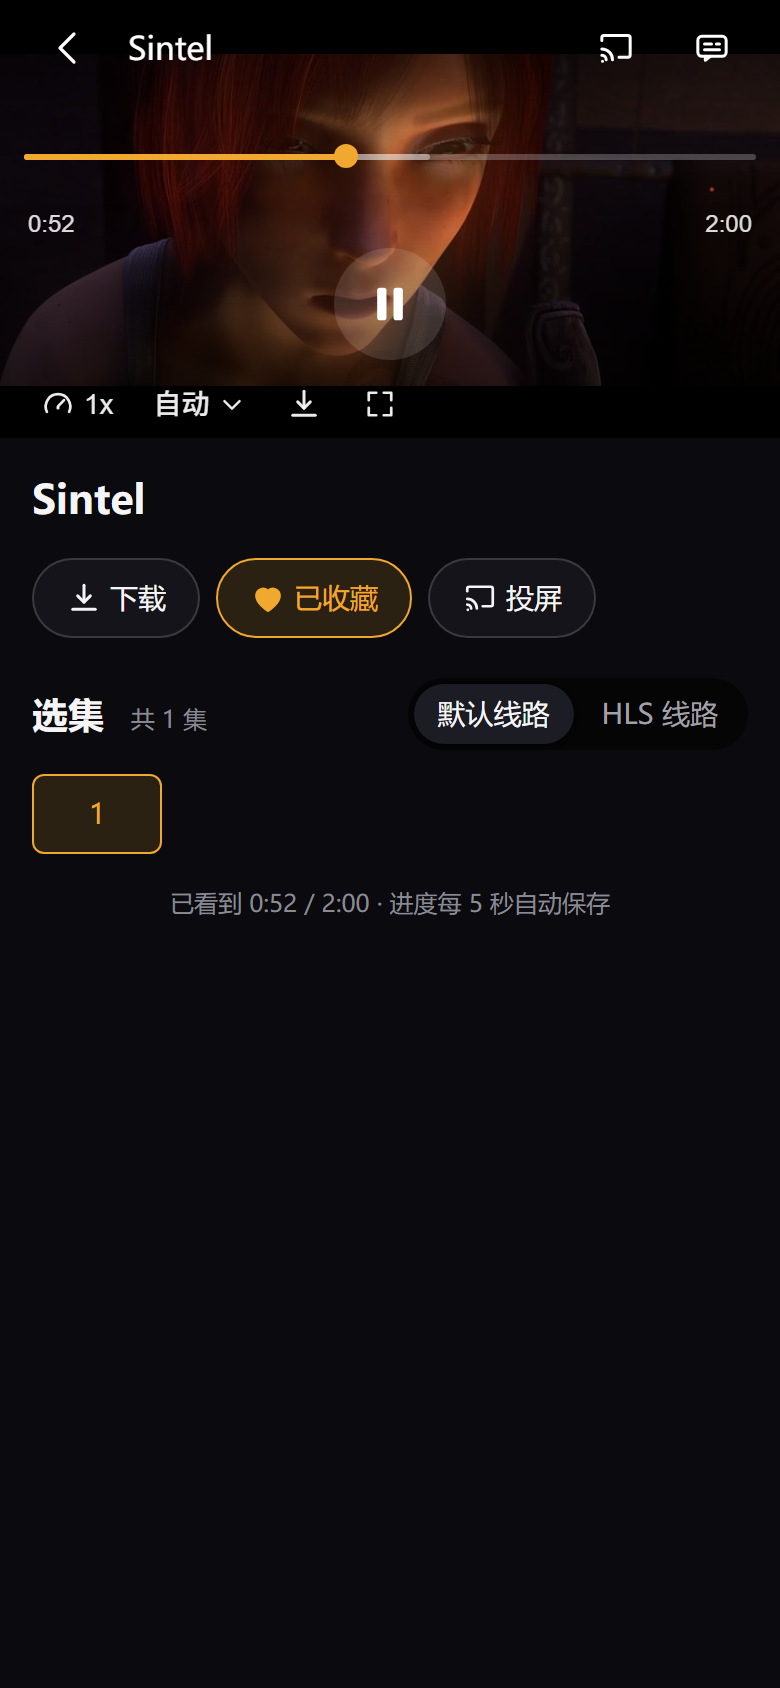 Sintel
0:52
2:00
1x 自动
Sintel
下载 已收藏 投屏
选集 共 1 集 默认线路 HLS 线路
1
已看到 0:52 / 2:00 · 进度每 5 秒自动保存